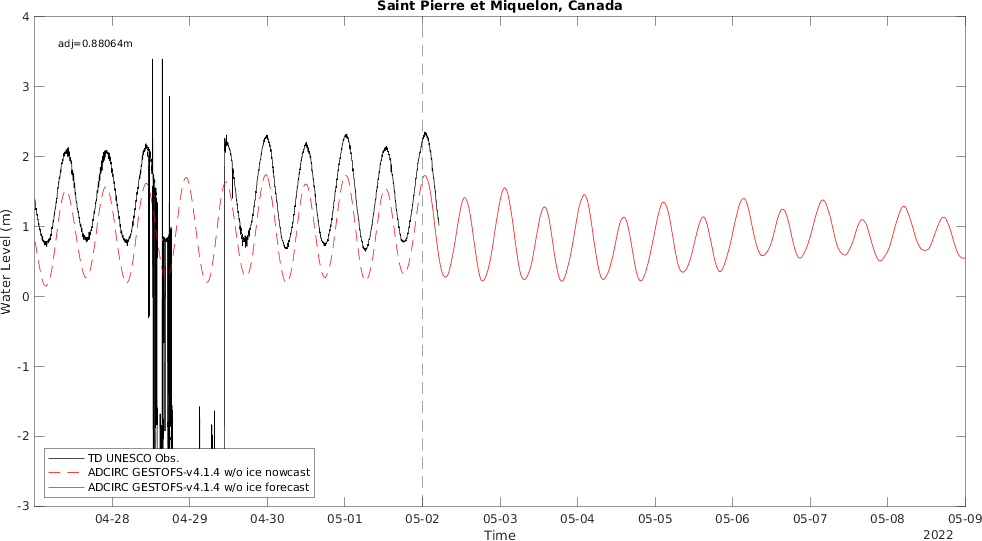 Saint Pierre et Miquelon, Canada
adj=0.88064m
4
3
2
1
0
-1
-2
-3
Water Level (m)
TD UNESCO Obs.
ADCIRC GESTOFS-v4.1.4 w/o ice nowcast
ADCIRC GESTOFS-v4.1.4 w/o ice forecast
04-28 04-29 04-30 05-01 05-02 05-03 05-04 05-05 05-06 05-07 05-08 05-09
Time
2022